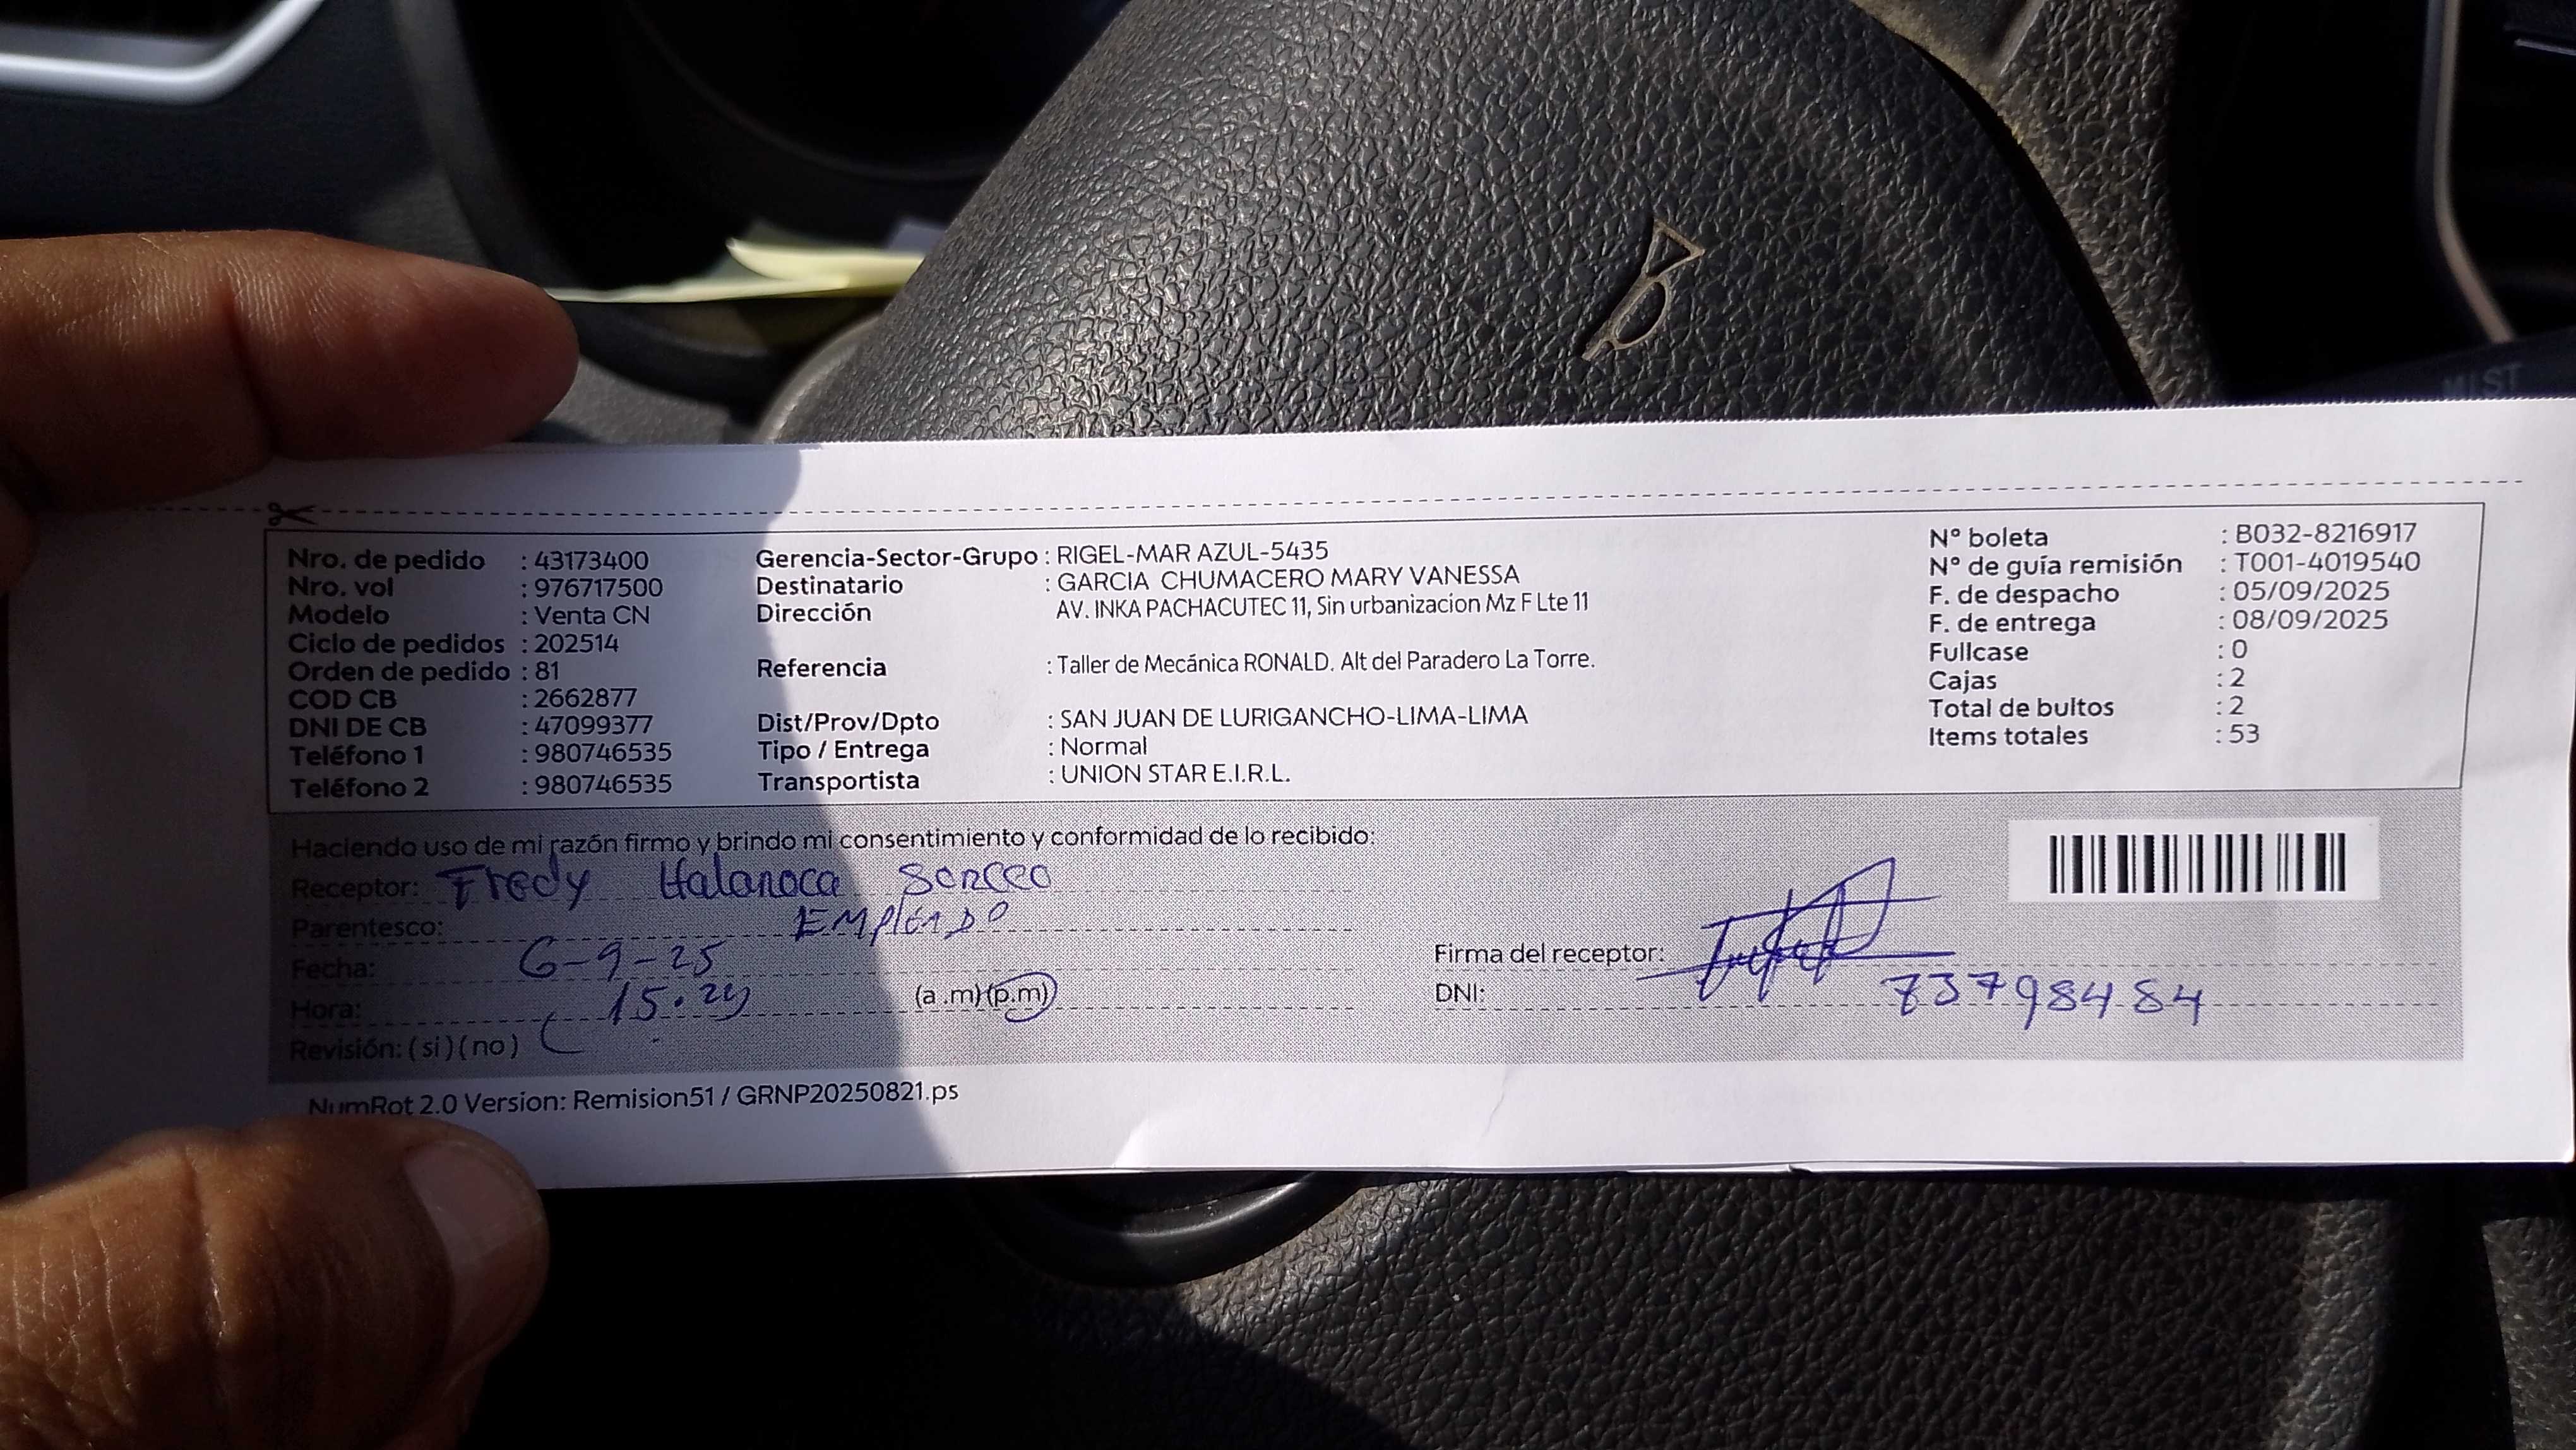 MIST
Nro. de pedido : 43173400
Nro. vol : 976717500
Modelo : Venta CN
Ciclo de pedidos : 202514
Orden de pedido : 81
COD CB : 2662877
DNI DE CB : 47099377
Teléfono 1 : 980746535
Teléfono 2 : 980746535
Gerencia-Sector-Grupo : RIGEL-MAR AZUL-5435
Destinatario : GARCIA CHUMACERO MARY VANESSA
Dirección AV. INKA PACHACUTEC 11, Sin urbanizacion Mz F Lte 11
Referencia : Taller de Mecánica RONALD. Alt del Paradero La Torre.
Dist/Prov/Dpto : SAN JUAN DE LURIGANCHO-LIMA-LIMA
Tipo / Entrega : Normal
Transportista : UNION STAR E.I.R.L.
N° boleta : B032-8216917
N° de guía remisión : T001-4019540
F. de despacho : 05/09/2025
F. de entrega : 08/09/2025
Fullcase : 0
Cajas : 2
Total de bultos : 2
Items totales : 53
Haciendo uso de mi razón firmo y brindo mi consentimiento y conformidad de lo recibido:
Receptor: Fredy Halanoca
Parentesco:
Fecha: 6-9-25
Hora: (a .m) (p.m)
Revisión: (si) (no)
Firma del receptor:
DNI: 73798484
NumRot 2.0 Version: Remision51 / GRNP20250821.ps